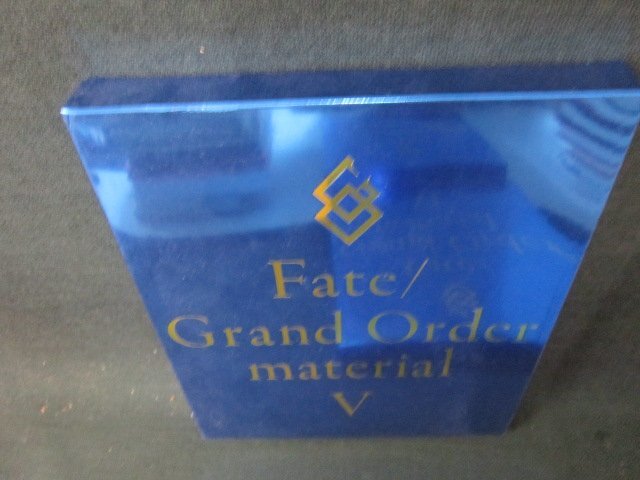 Fate/
Grand Order
material
V